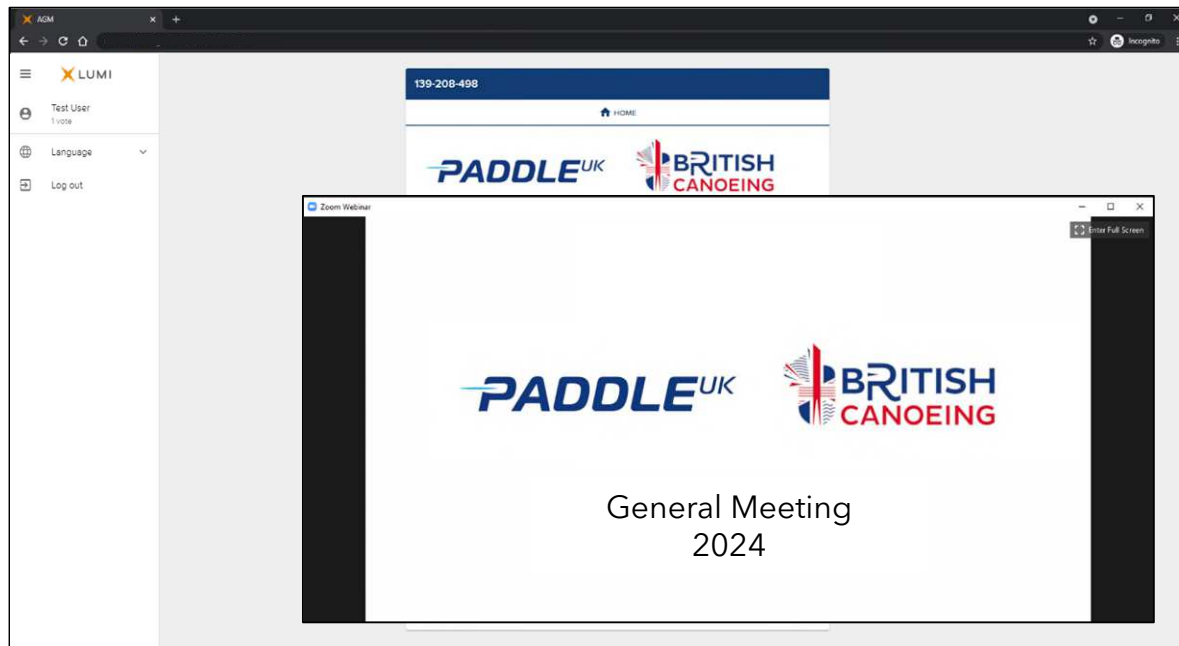 AGM
Incognito
LUMI
Test User
1 vote
Language
Log out
139-208-498
HOME
PADDLE UK
BRITISH
CANOEING
Zoom Webinar
Enter Full Screen
PADDLE UK
BRITISH
CANOEING
General Meeting
2024